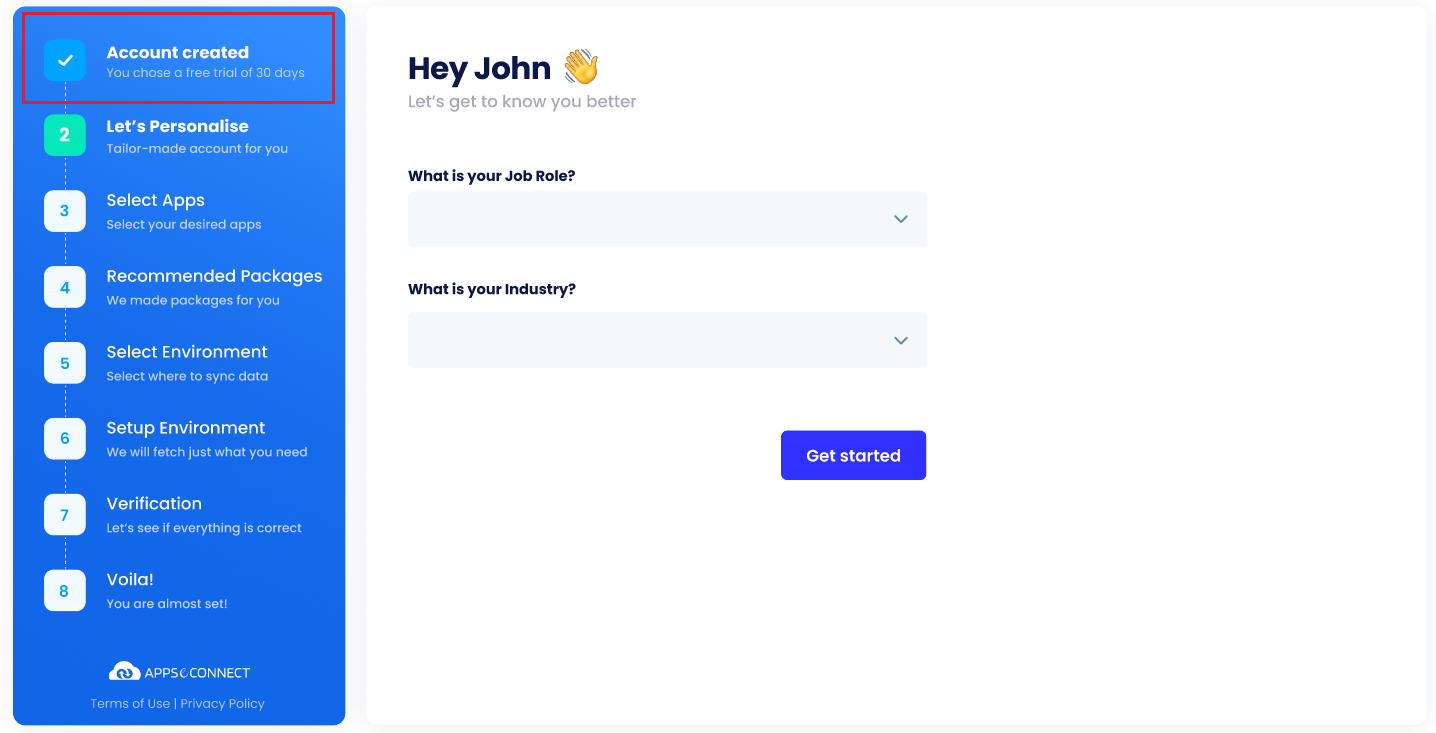 Account created
You chose a free trial of 30 days
2
Let's Personalise
Tailor-made account for you
3
Select Apps
Select your desired apps
4
Recommended Packages
We made packages for you
5
Select Environment
Select where to sync data
6
Setup Environment
We will fetch just what you need
7
Verification
Let's see if everything is correct
8
Voila!
You are almost set!
APPSeCONNECT
Terms of Use | Privacy Policy
Hey John 👋
Let's get to know you better
What is your Job Role?
What is your Industry?
Get started